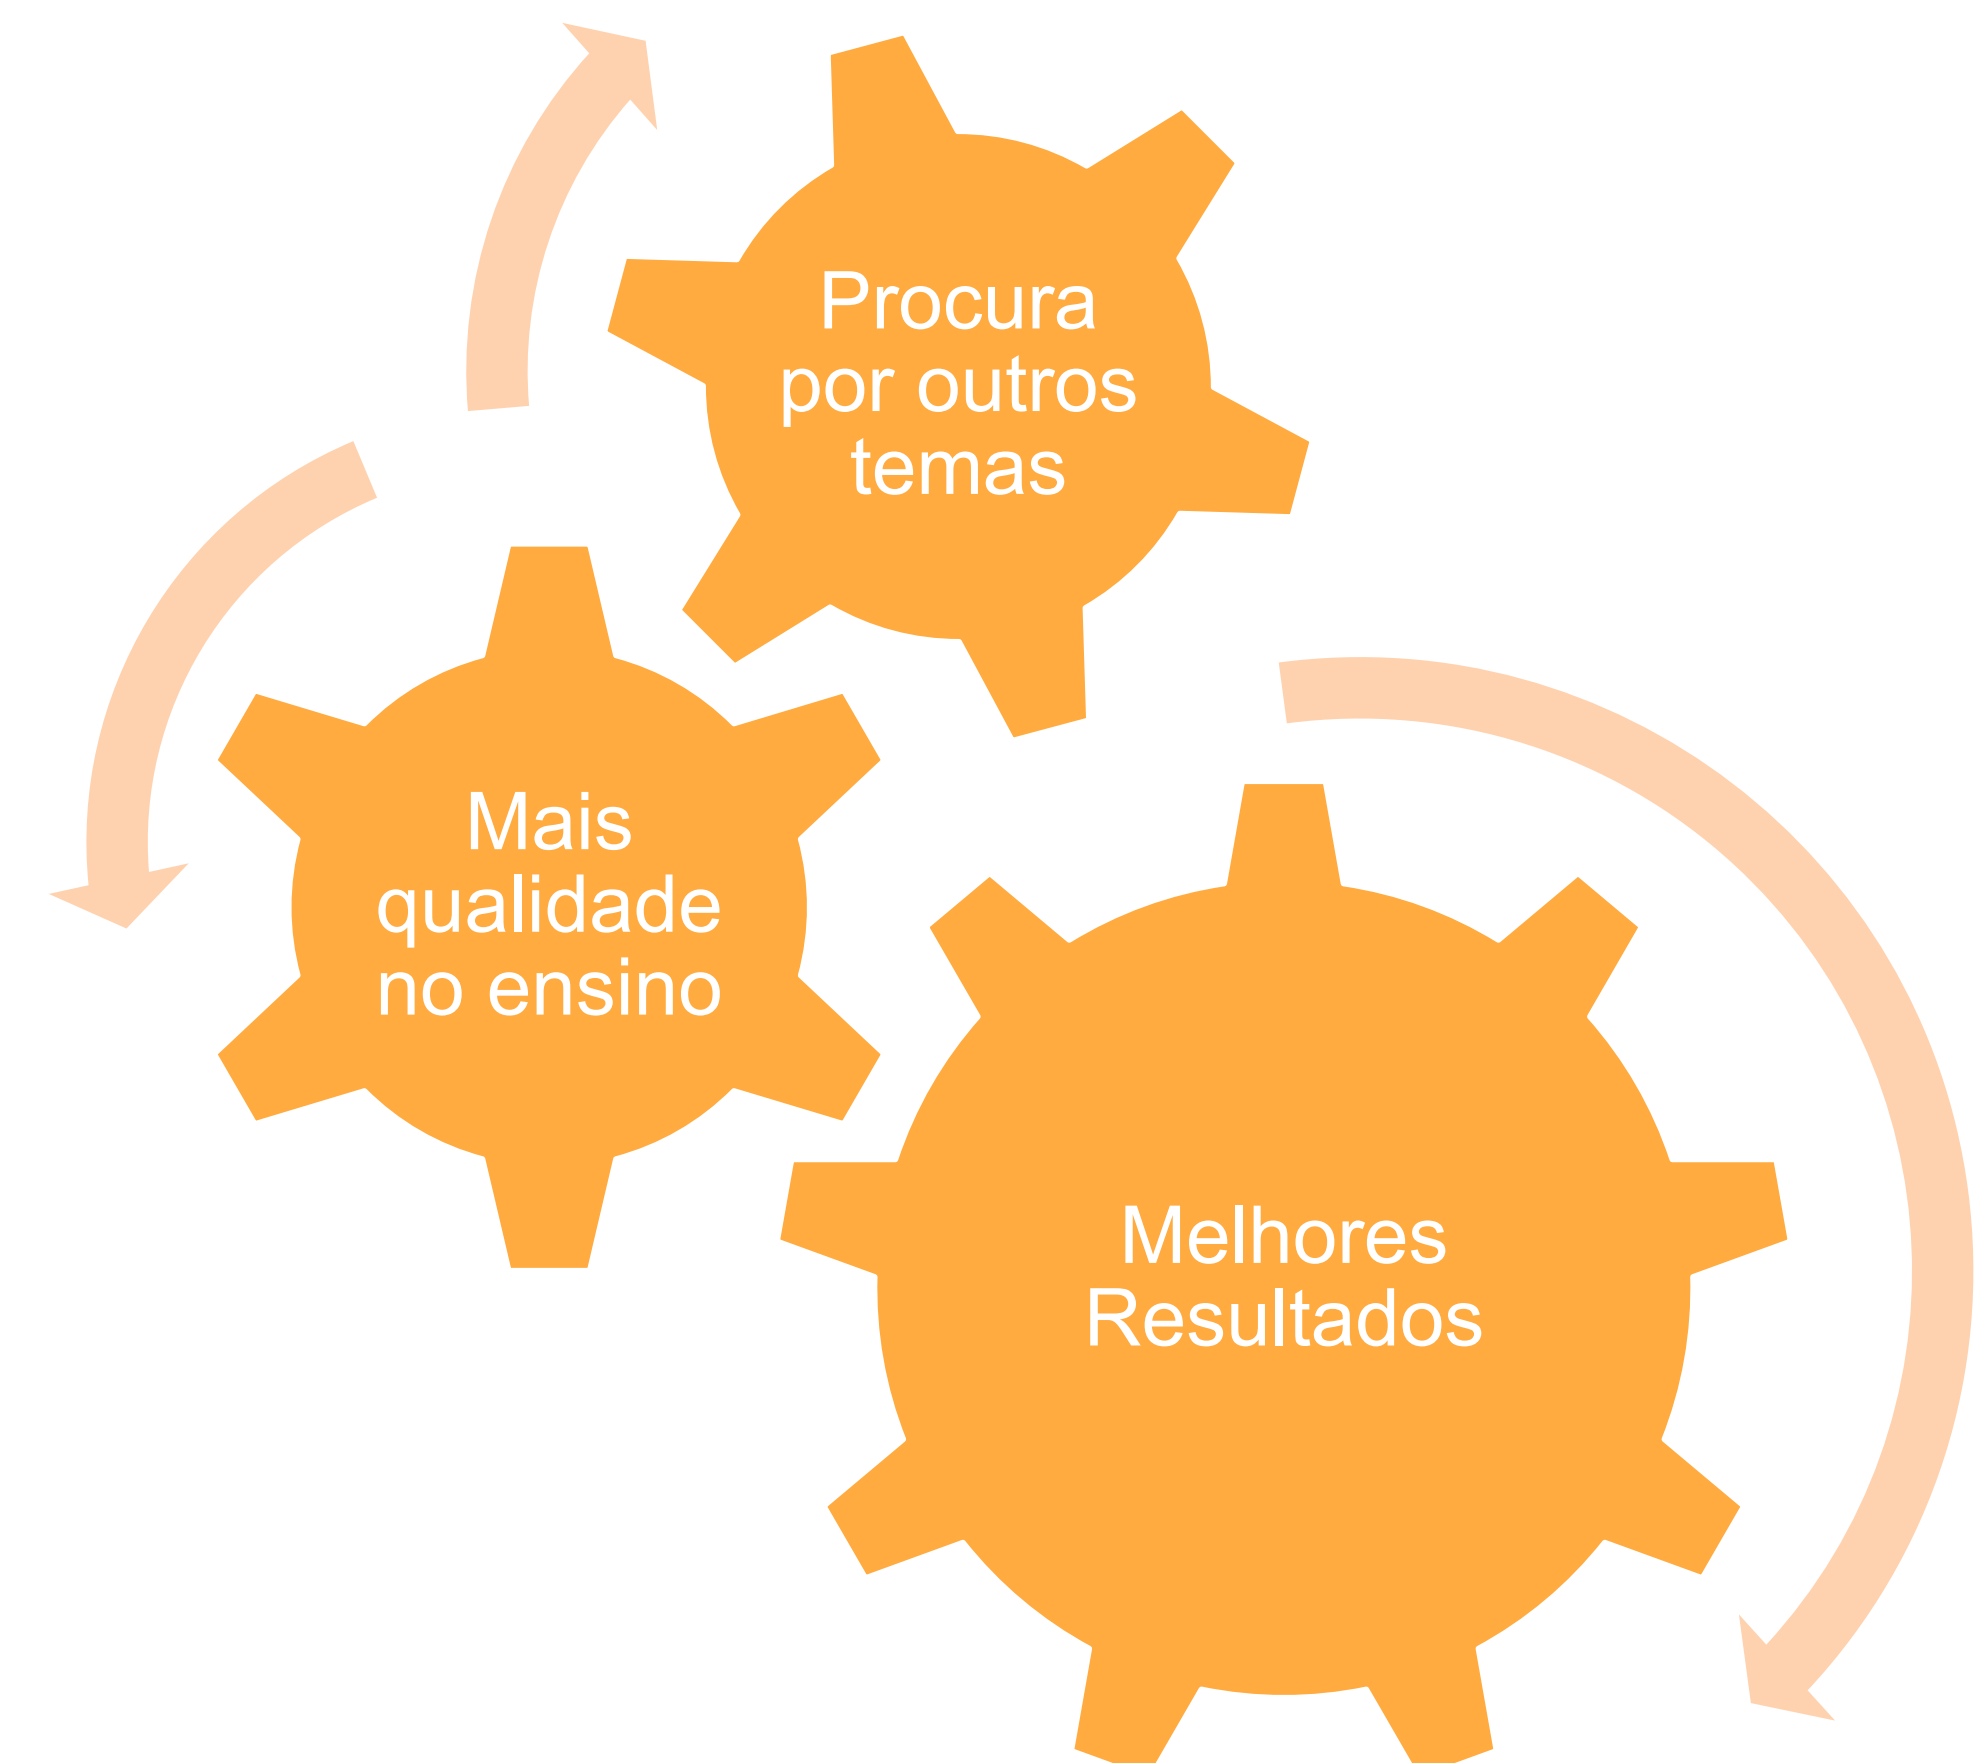 Procura
por outros
temas
Mais
qualidade
no ensino
Melhores
Resultados